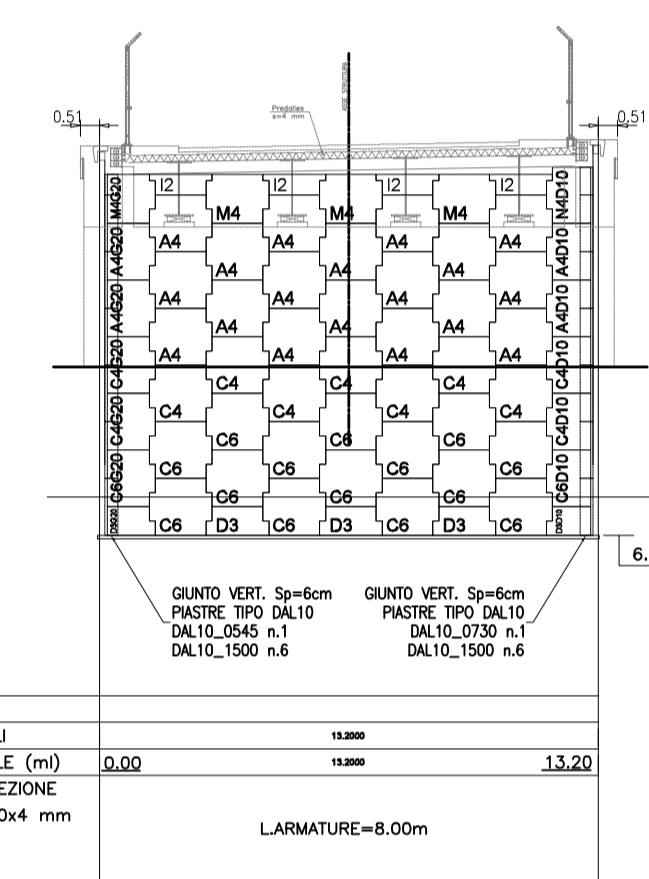 0.51
ASSE STRUTTURA
0.51
Predalles
s=4 mm
I2 I2 I2 I2
M4G20 M4 M4 M4 N4D10
A4 A4 A4 A4
A4G20 A4 A4 A4 A4D10
A4 A4 A4 A4
A4G20 A4 A4 A4 A4D10
A4 A4 A4 A4
C4G20 C4 C4 C4 C4D10
C4 C4 C4 C4
C4G20 C6 C6 C6 C4D10
C6 C6 C6 C6
C6G20 C6 C6 C6 C6D10
D3G20 C6 D3 C6 D3 C6 D3 C6 D3D10
6.
GIUNTO VERT. Sp=6cm
PIASTRE TIPO DAL10
DAL10_0545 n.1
DAL10_1500 n.6
GIUNTO VERT. Sp=6cm
PIASTRE TIPO DAL10
DAL10_0730 n.1
DAL10_1500 n.6
LI 13.2000
LE (ml) 0.00 13.2000 13.20
EZIONE
0x4 mm
L.ARMATURE=8.00m